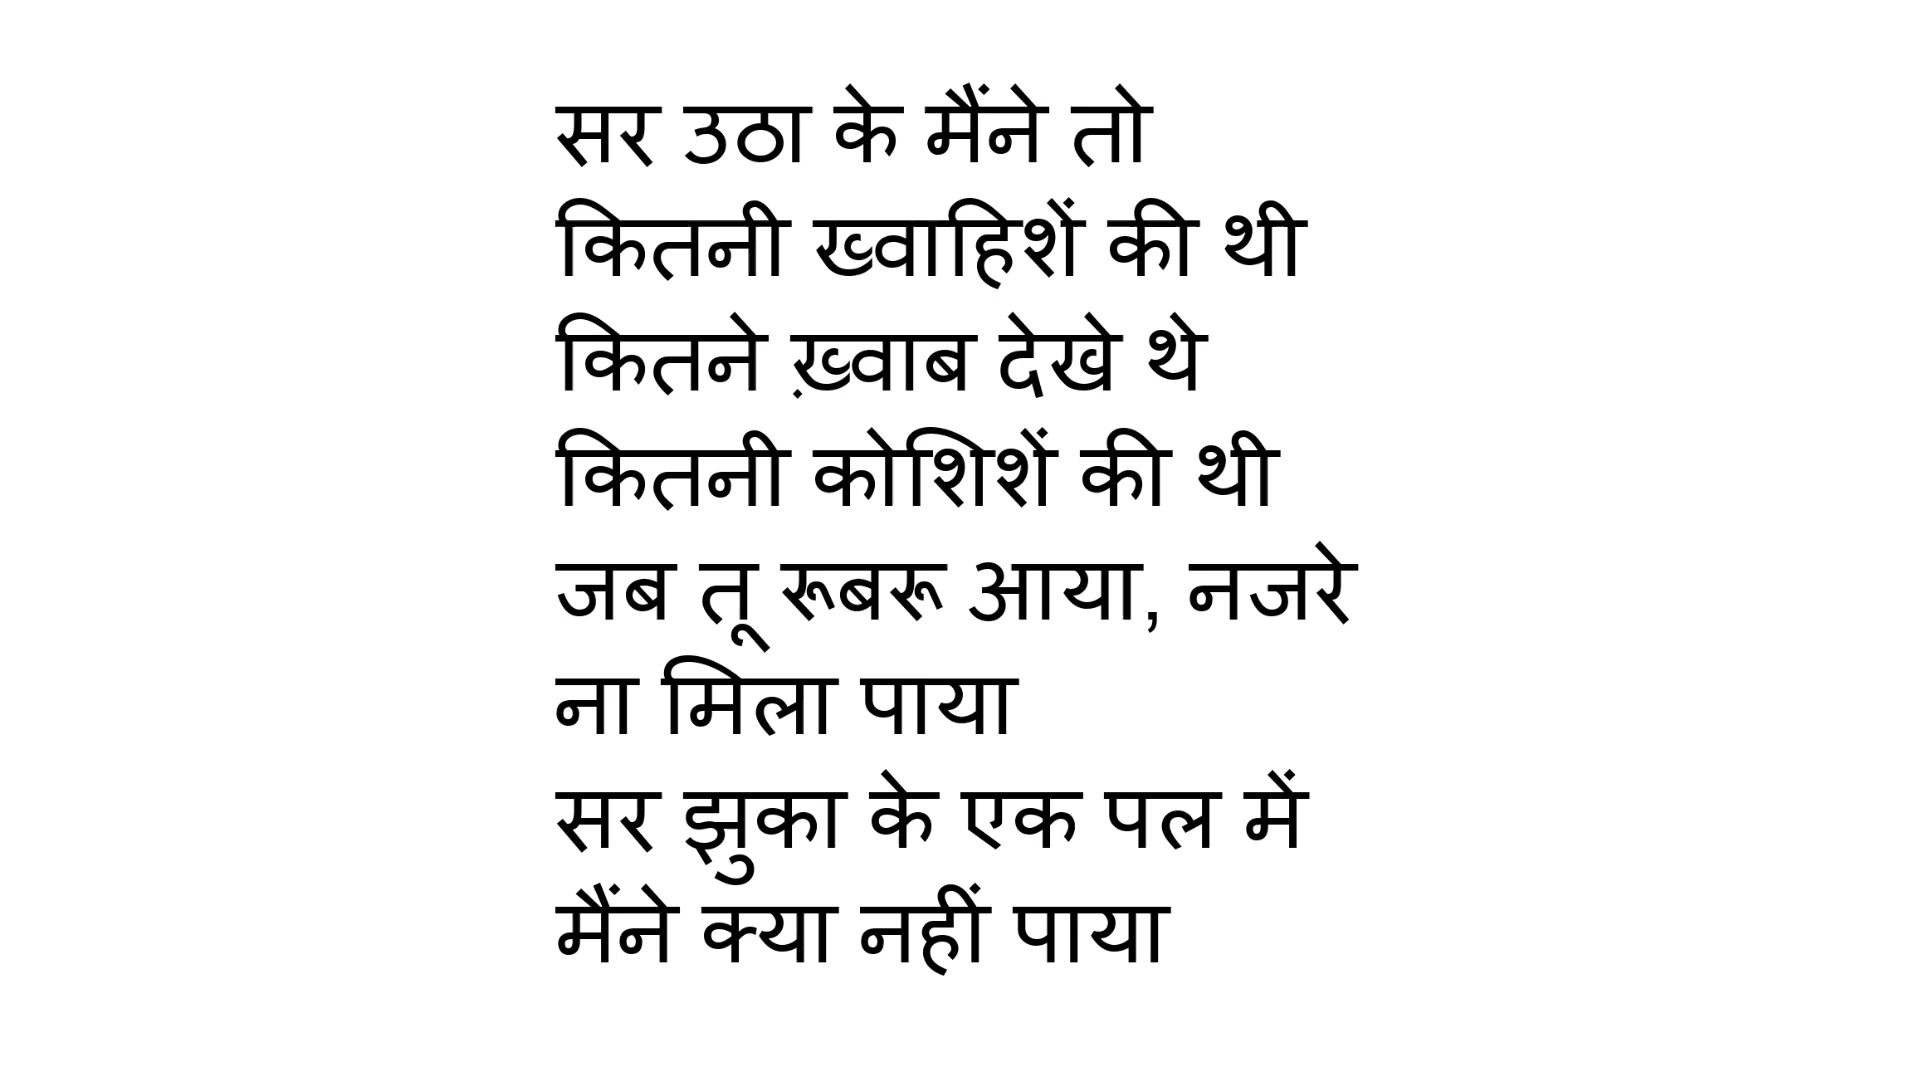 सर उठा के मैंने तो
कितनी ख्वाहिशें की थी
कितने ख़्वाब देखे थे
कितनी कोशिशें की थी
जब तू रूबरू आया, नजरे
ना मिला पाया
सर झुका के एक पल में
मैंने क्या नहीं पाया